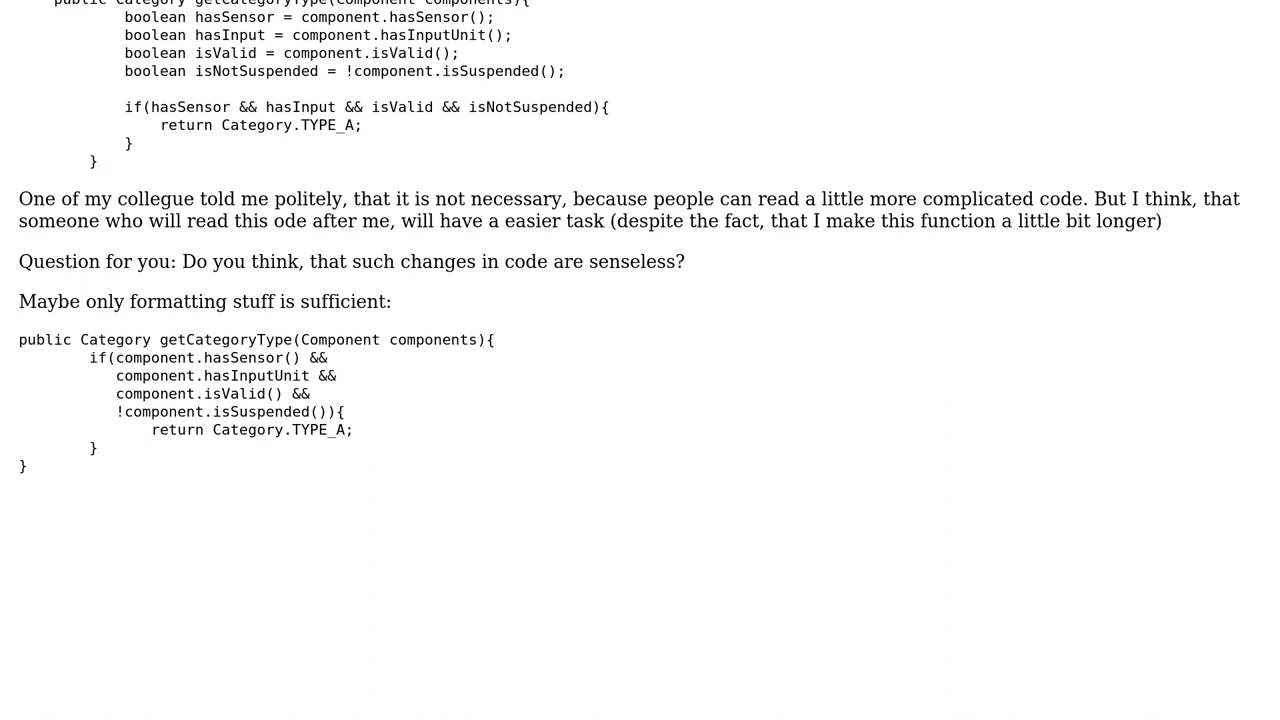 public Category getCategoryType(Component components){
boolean hasSensor = component.hasSensor();
boolean hasInput = component.hasInputUnit();
boolean isValid = component.isValid();
boolean isNotSuspended = !component.isSuspended();
if(hasSensor && hasInput && isValid && isNotSuspended){
return Category.TYPE_A;
}
}
One of my collegue told me politely, that it is not necessary, because people can read a little more complicated code. But I think, that
someone who will read this ode after me, will have a easier task (despite the fact, that I make this function a little bit longer)
Question for you: Do you think, that such changes in code are senseless?
Maybe only formatting stuff is sufficient:
public Category getCategoryType(Component components){
if(component.hasSensor() &&
component.hasInputUnit &&
component.isValid() &&
!component.isSuspended()){
return Category.TYPE_A;
}
}